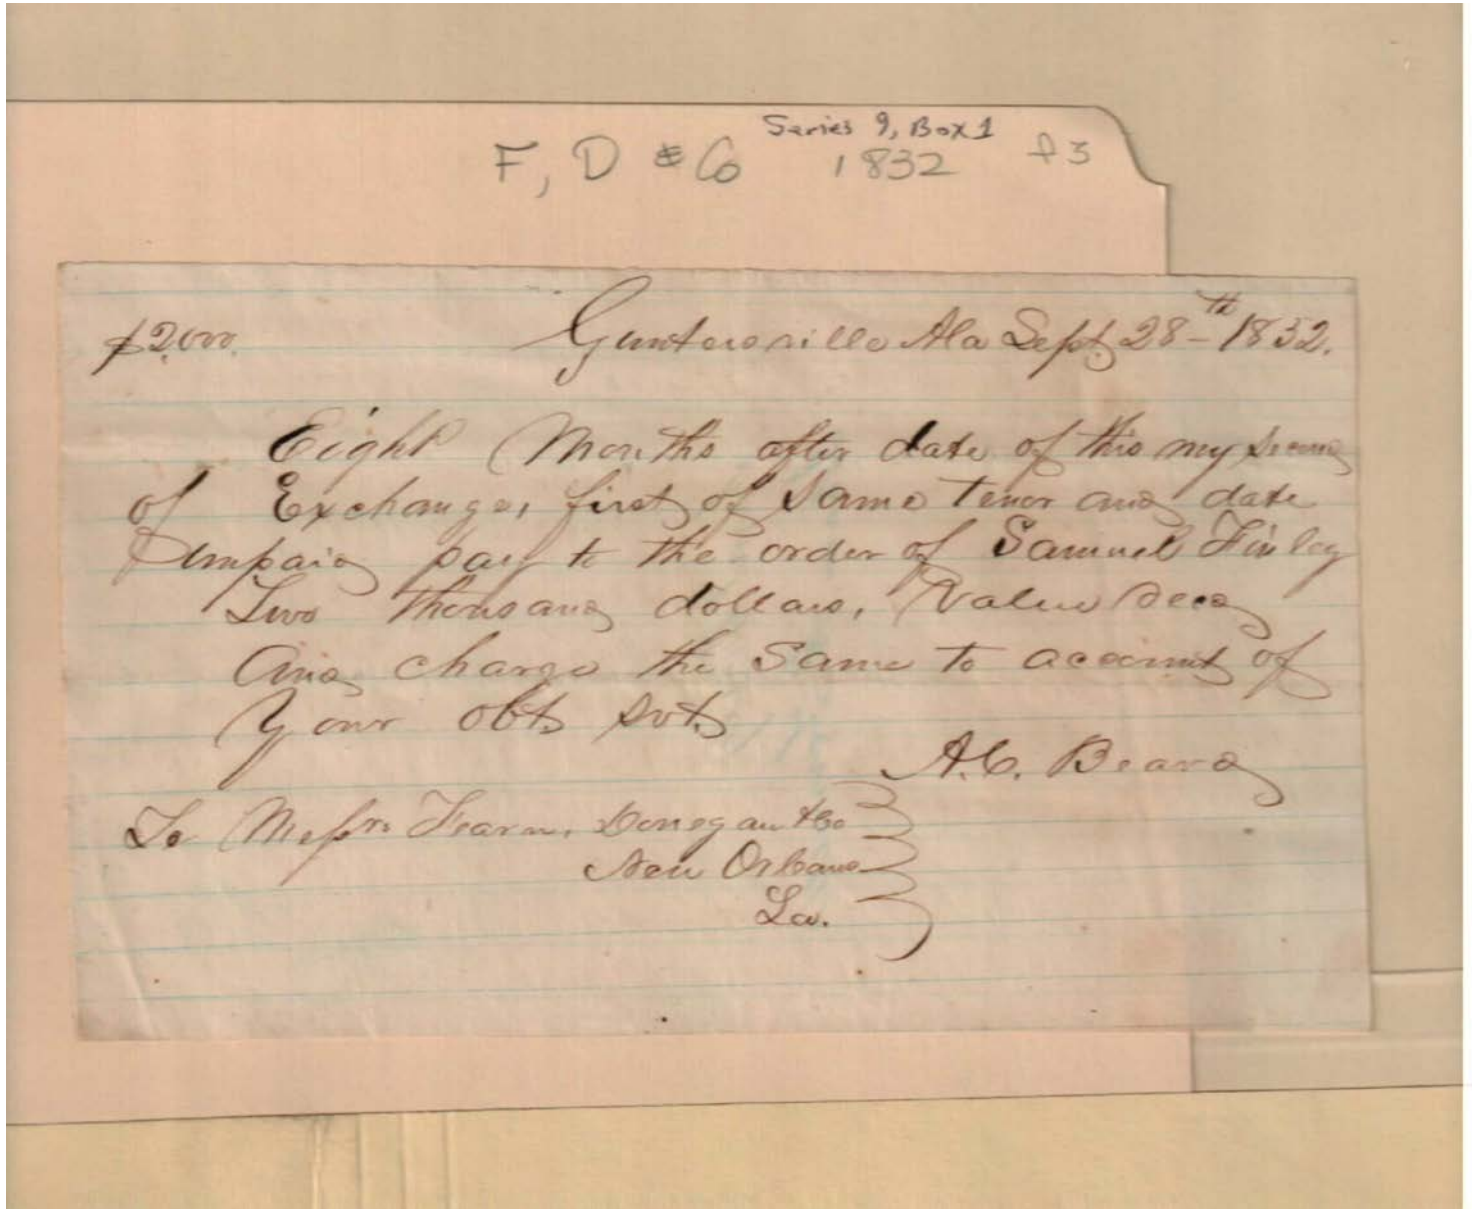 Series 9, Box 1
F, D & Co 1832 f3
$2,000. Guntersville Ala Sept. 28th 1832.
Eight Months after date of this my second
of Exchange, first of same tenor and date
unpaid pay to the order of Samuel Finley
Two thousand dollars, Value Recd
And charge the same to account of
Your obt. svt.
A.C. Beard
To Messrs Fearn, Donegan & Co
New Orleans
La.